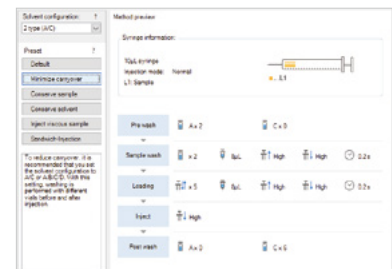 Solvent configuration: ?
2 type (A/C)
Preset ?
Default
Minimize carryover
Conserve sample
Conserve solvent
Inject viscous sample
Sandwich Injection
To reduce carryover, it is
recommended that you set
the solvent configuration to
A/C or A/B/C/D. With this
setting, washing is
performed with different
vials before and after
injection.
Method preview
Syringe information:
10μL syringe
Injection mode: Normal
L1: Sample
Pre wash A x 2 C x 0
Sample wash x 2 High High 0.2s
Loading x 5 High High 0.2s
Inject High
Post wash A x 0 C x 6